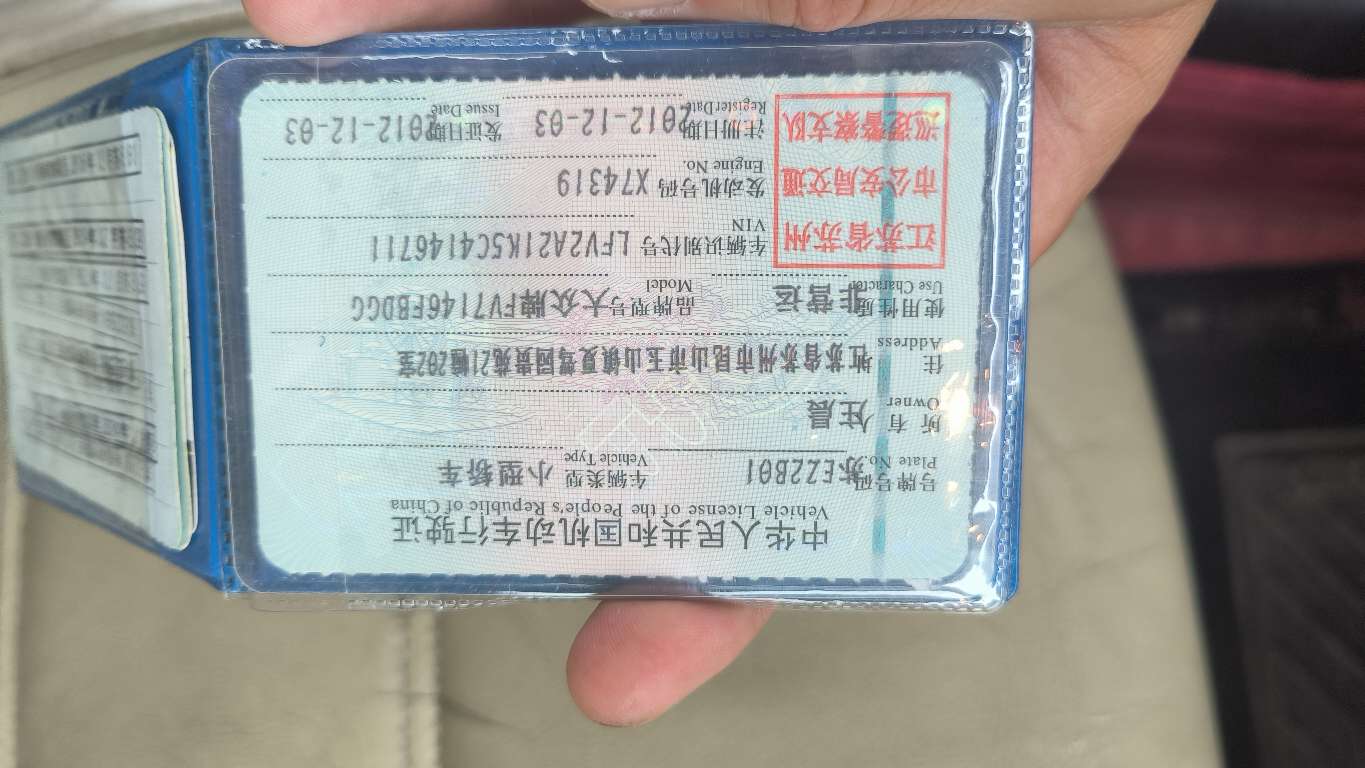 中华人民共和国机动车行驶证
Vehicle License of the People's Republic of China
号牌号码 苏EZ2B01 车辆类型 小型轿车
Plate No. Vehicle Type
所有人
Owner
住址 江苏省苏州市昆山市玉山镇夏驾园贵苑21幢202室
Address
使用性质 非营运 品牌型号 大众牌FV7146FBDGG
Use Character Model
江苏省苏州市公安局交通巡逻警察支队
车辆识别代号 LFV2A21K5C4146711
VIN
发动机号码 X74319
Engine No.
注册日期 2012-12-03 发证日期 2012-12-03
Register Date Issue Date